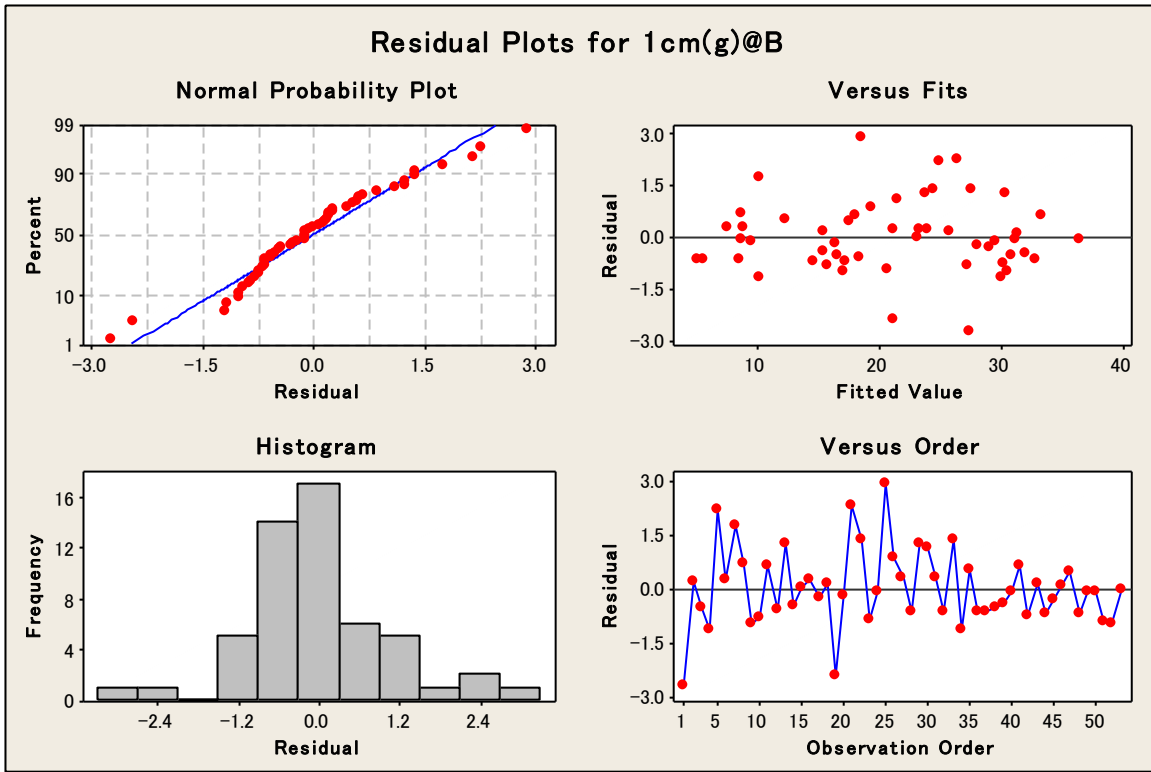 Residual Plots for 1cm(g)@B
Normal Probability Plot
99
90
50
10
1
Percent
−3.0 −1.5 0.0 1.5 3.0
Residual
Versus Fits
3.0
1.5
0.0
−1.5
−3.0
Residual
10 20 30 40
Fitted Value
Histogram
16
12
8
4
0
Frequency
−2.4 −1.2 0.0 1.2 2.4
Residual
Versus Order
3.0
1.5
0.0
−1.5
−3.0
Residual
1 5 10 15 20 25 30 35 40 45 50
Observation Order